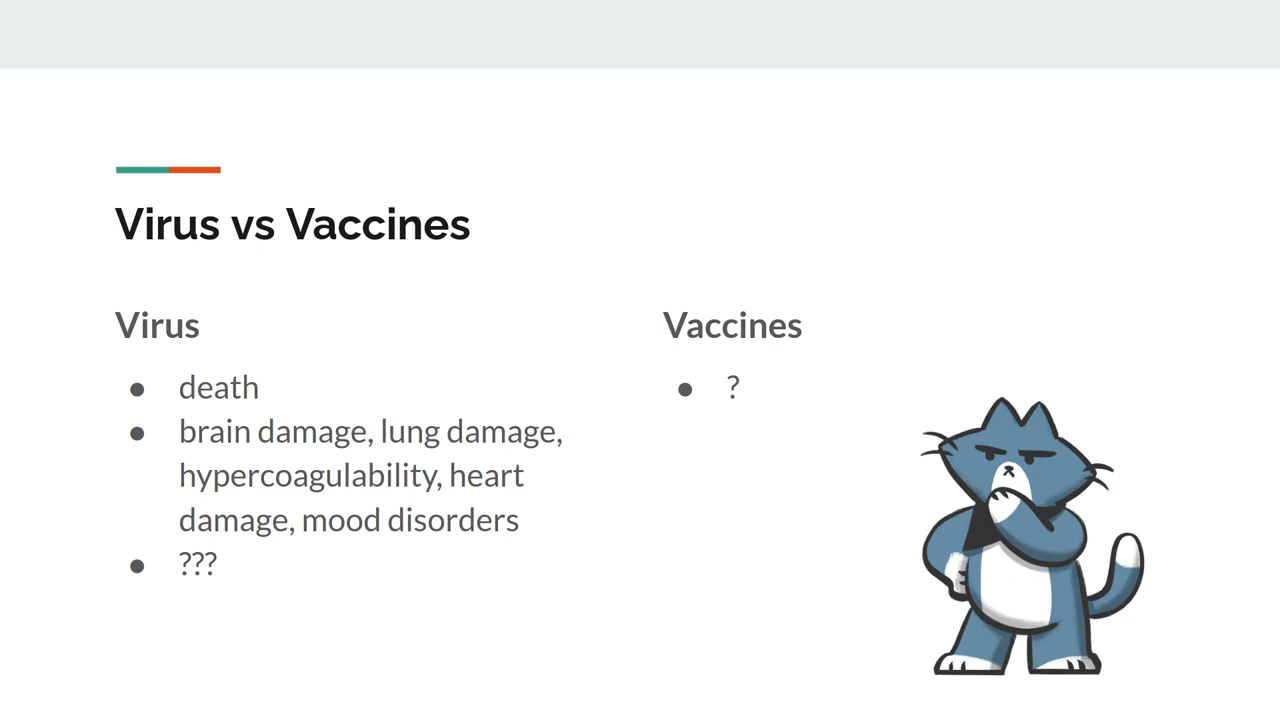 Virus vs Vaccines
Virus
● death
● brain damage, lung damage,
hypercoagulability, heart
damage, mood disorders
● ???
Vaccines
● ?